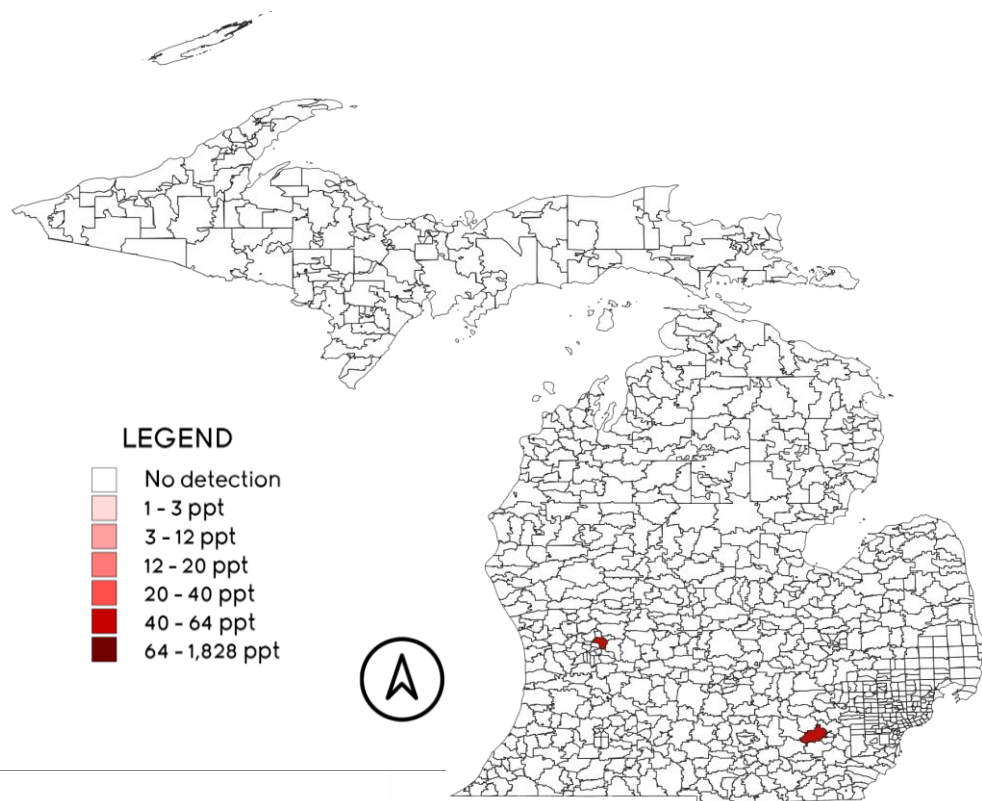 LEGEND
No detection
1 - 3 ppt
3 - 12 ppt
12 - 20 ppt
20 - 40 ppt
40 - 64 ppt
64 - 1,828 ppt